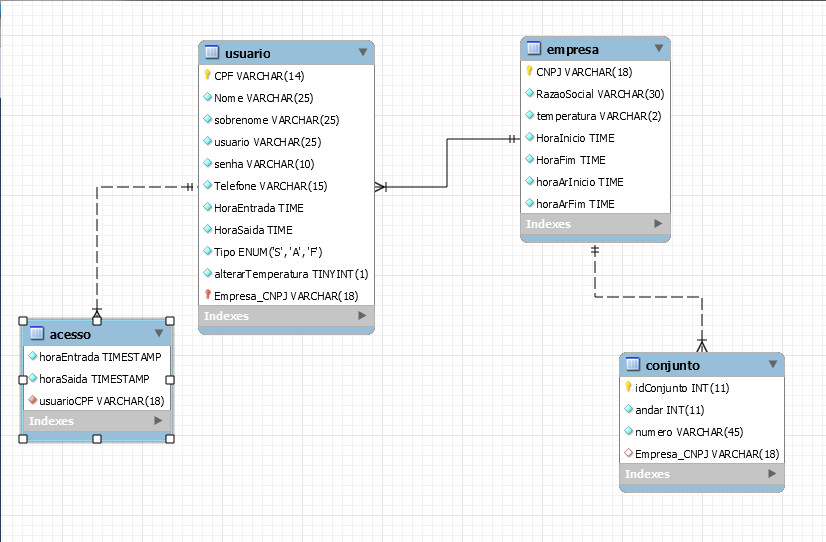 usuario
CPF VARCHAR(14)
Nome VARCHAR(25)
sobrenome VARCHAR(25)
usuario VARCHAR(25)
senha VARCHAR(10)
Telefone VARCHAR(15)
HoraEntrada TIME
HoraSaida TIME
Tipo ENUM('S','A','F')
alterarTemperatura TINYINT(1)
Empresa_CNPJ VARCHAR(18)
Indexes
empresa
CNPJ VARCHAR(18)
RazaoSocial VARCHAR(30)
temperatura VARCHAR(2)
HoraInicio TIME
HoraFim TIME
horaArInicio TIME
horaArFim TIME
Indexes
acesso
horaEntrada TIMESTAMP
horaSaida TIMESTAMP
usuarioCPF VARCHAR(18)
Indexes
conjunto
idConjunto INT(11)
andar INT(11)
numero VARCHAR(45)
Empresa_CNPJ VARCHAR(18)
Indexes